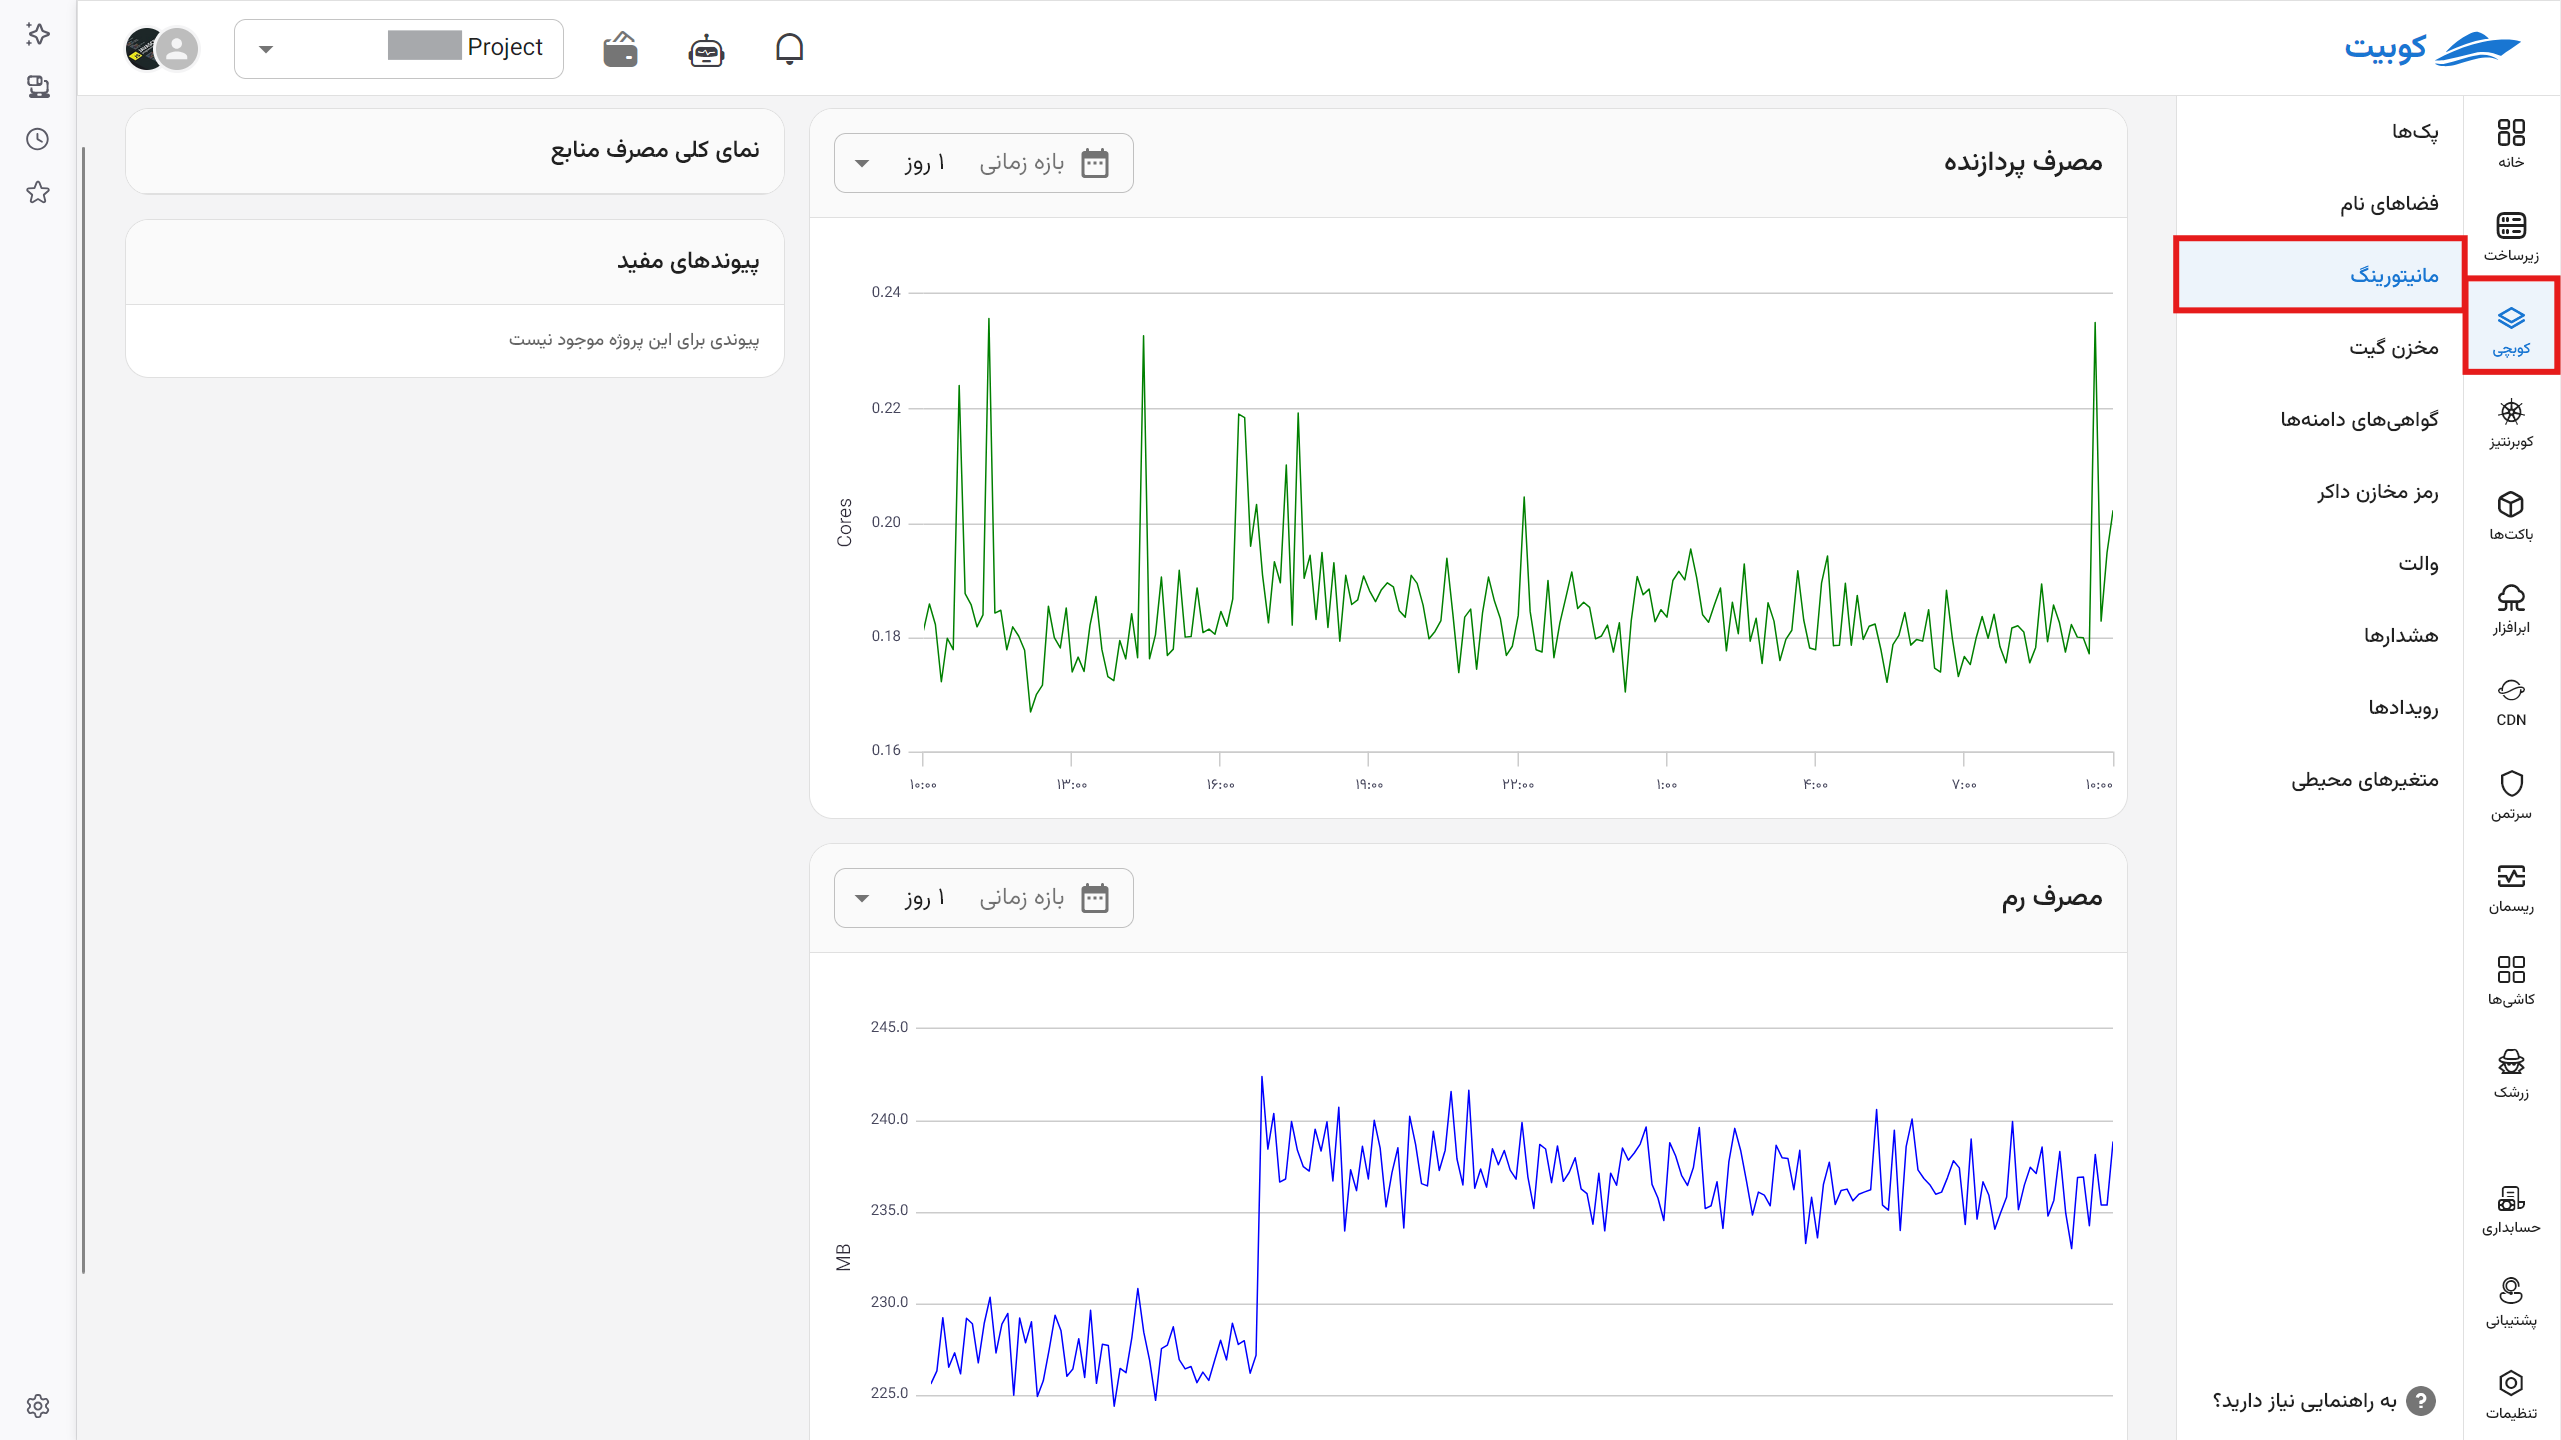 کوبیت
Project
خانه
زیرساخت
کوبچی
کوبرنتیز
باکت‌ها
ابرافزار
CDN
سرتمن
ریسمان
کاشی‌ها
زرشک
حسابداری
پشتیبانی
تنظیمات
پک‌ها
فضاهای نام
مانیتورینگ
مخزن گیت
گواهی‌های دامنه‌ها
رمز مخازن داکر
والت
هشدارها
رویدادها
متغیرهای محیطی
? به راهنمایی نیاز دارید؟
مصرف پردازنده
بازه زمانی ۱ روز
Cores
0.24
0.22
0.20
0.18
0.16
۱۰:۰۰ ۱۳:۰۰ ۱۶:۰۰ ۱۹:۰۰ ۲۲:۰۰ ۱:۰۰ ۴:۰۰ ۷:۰۰ ۱۰:۰۰
مصرف رم
بازه زمانی ۱ روز
MB
245.0
240.0
235.0
230.0
225.0
نمای کلی مصرف منابع
پیوندهای مفید
پیوندی برای این پروژه موجود نیست